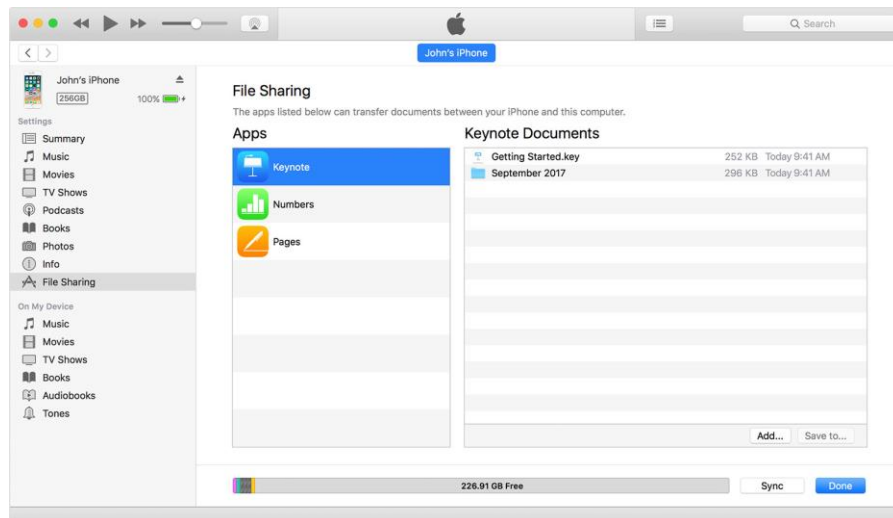 Search
John's iPhone
John's iPhone
256GB 100%
Settings
Summary
Music
Movies
TV Shows
Podcasts
Books
Photos
Info
File Sharing
On My Device
Music
Movies
TV Shows
Books
Audiobooks
Tones
File Sharing
The apps listed below can transfer documents between your iPhone and this computer.
Apps
Keynote
Numbers
Pages
Keynote Documents
Getting Started.key 252 KB Today 9:41 AM
September 2017 296 KB Today 9:41 AM
Add... Save to...
226.91 GB Free
Sync Done